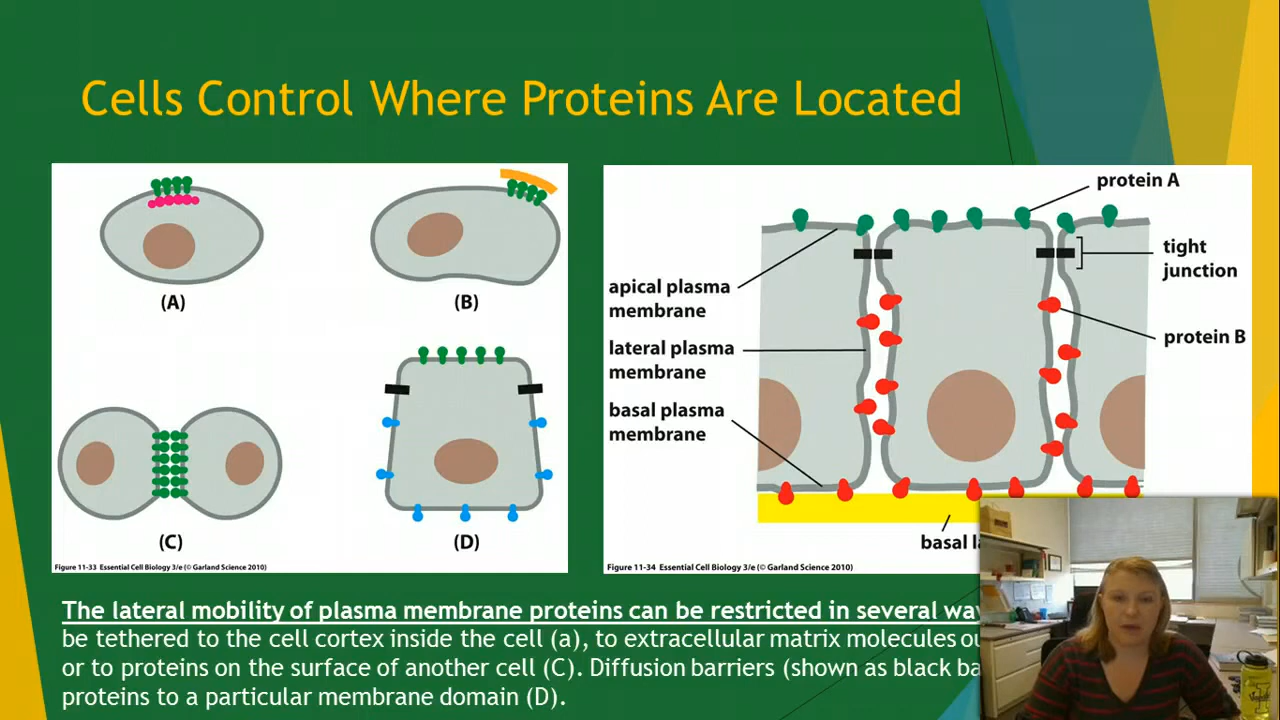 Cells Control Where Proteins Are Located
(A)
(B)
(C)
(D)
Figure 11-33 Essential Cell Biology 3/e (© Garland Science 2010)
protein A
tight
junction
apical plasma
membrane
protein B
lateral plasma
membrane
basal plasma
membrane
basal
Figure 11-34 Essential Cell Biology 3/e (© Garland Science 2010)
The lateral mobility of plasma membrane proteins can be restricted in several
be tethered to the cell cortex inside the cell (a), to extracellular matrix molecules
or to proteins on the surface of another cell (C). Diffusion barriers (shown as black
proteins to a particular membrane domain (D).